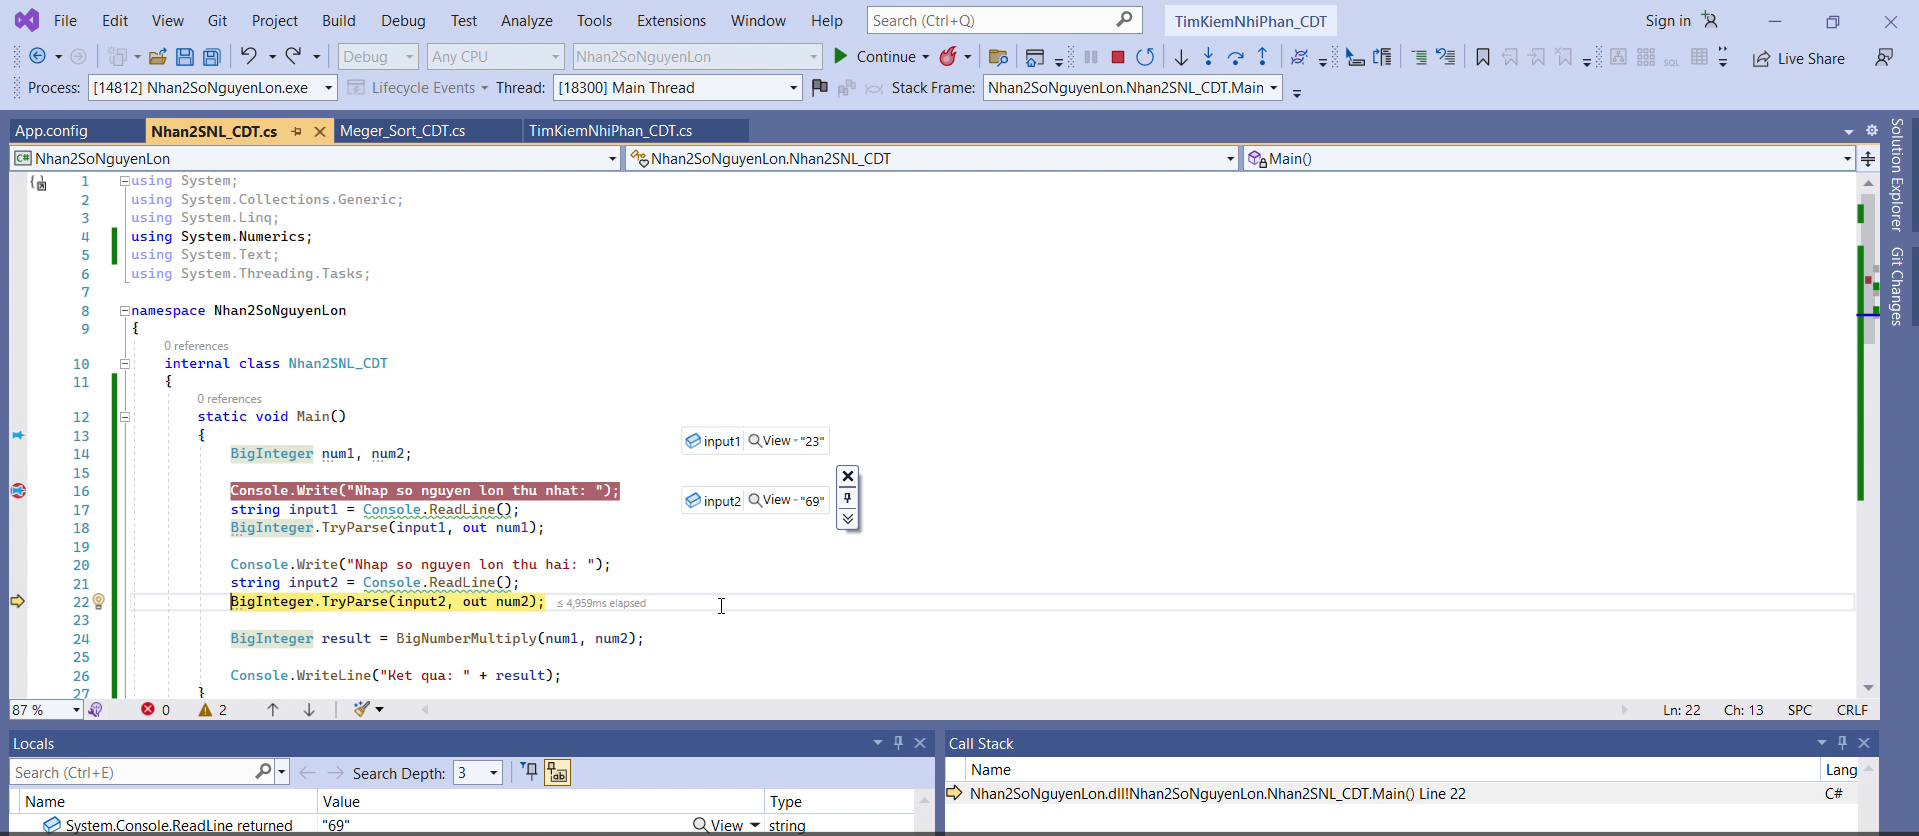 File Edit View Git Project Build Debug Test Analyze Tools Extensions Window Help Search (Ctrl+Q) TimKiemNhiPhan_CDT Sign in
Debug Any CPU Nhan2SoNguyenLon Continue SQL Live Share
Process: [14812] Nhan2SoNguyenLon.exe Lifecycle Events Thread: [18300] Main Thread Stack Frame: Nhan2SoNguyenLon.Nhan2SNL_CDT.Main
App.config Nhan2SNL_CDT.cs Meger_Sort_CDT.cs TimKiemNhiPhan_CDT.cs
C# Nhan2SoNguyenLon Nhan2SoNguyenLon.Nhan2SNL_CDT Main()
1 using System;
2 using System.Collections.Generic;
3 using System.Linq;
4 using System.Numerics;
5 using System.Text;
6 using System.Threading.Tasks;
7
8 namespace Nhan2SoNguyenLon
9 {
0 references
10 internal class Nhan2SNL_CDT
11 {
0 references
12 static void Main()
13 {
input1 View "23"
14 BigInteger num1, num2;
15
16 Console.Write("Nhap so nguyen lon thu nhat: ");
input2 View "69"
17 string input1 = Console.ReadLine();
18 BigInteger.TryParse(input1, out num1);
19
20 Console.Write("Nhap so nguyen lon thu hai: ");
21 string input2 = Console.ReadLine();
22 BigInteger.TryParse(input2, out num2); ≤ 4,959ms elapsed
23
24 BigInteger result = BigNumberMultiply(num1, num2);
25
26 Console.WriteLine("Ket qua: " + result);
27 }
87 % 0 2 Ln: 22 Ch: 13 SPC CRLF
Solution Explorer
Git Changes
Locals
Search (Ctrl+E) Search Depth: 3
Name Value Type
System.Console.ReadLine returned "69" View string
Call Stack
Name Lang
Nhan2SoNguyenLon.dll!Nhan2SoNguyenLon.Nhan2SNL_CDT.Main() Line 22 C#